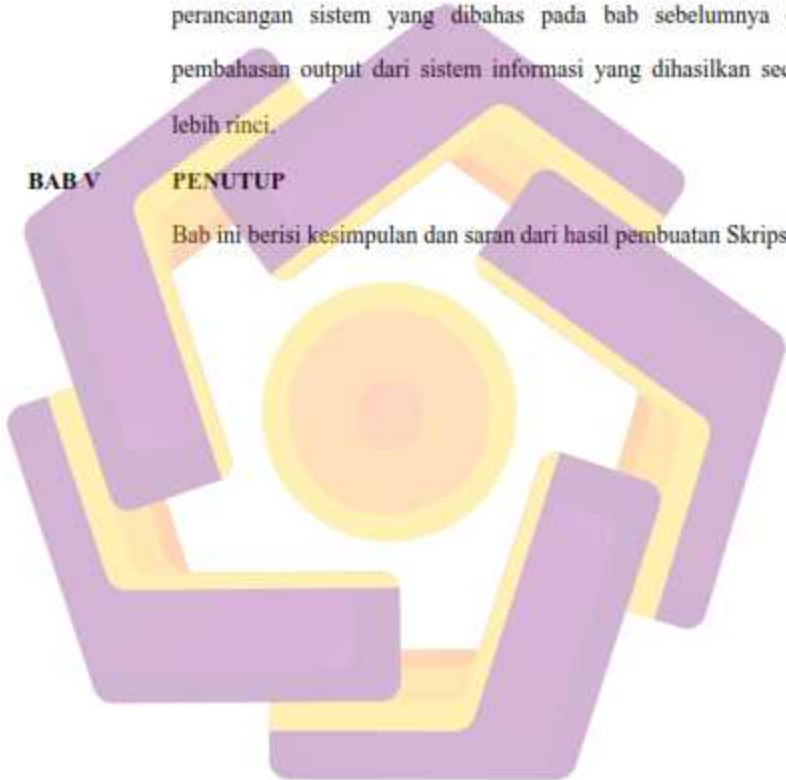 perancangan sistem yang dibahas pada bab sebelumnya
pembahasan output dari sistem informasi yang dihasilkan
lebih rinci.
BAB V PENUTUP
Bab ini berisi kesimpulan dan saran dari hasil pembuatan Skrips